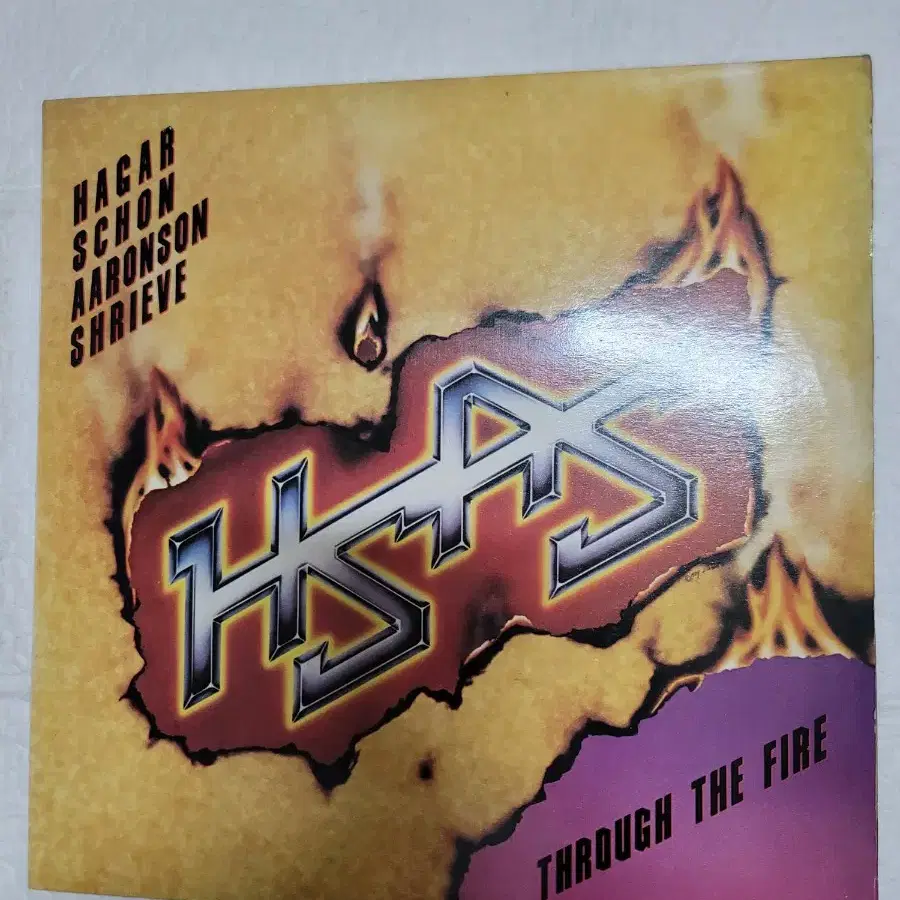 HAGAR
SCHON
AARONSON
SHRIEVE
HSAS
THROUGH THE FIRE